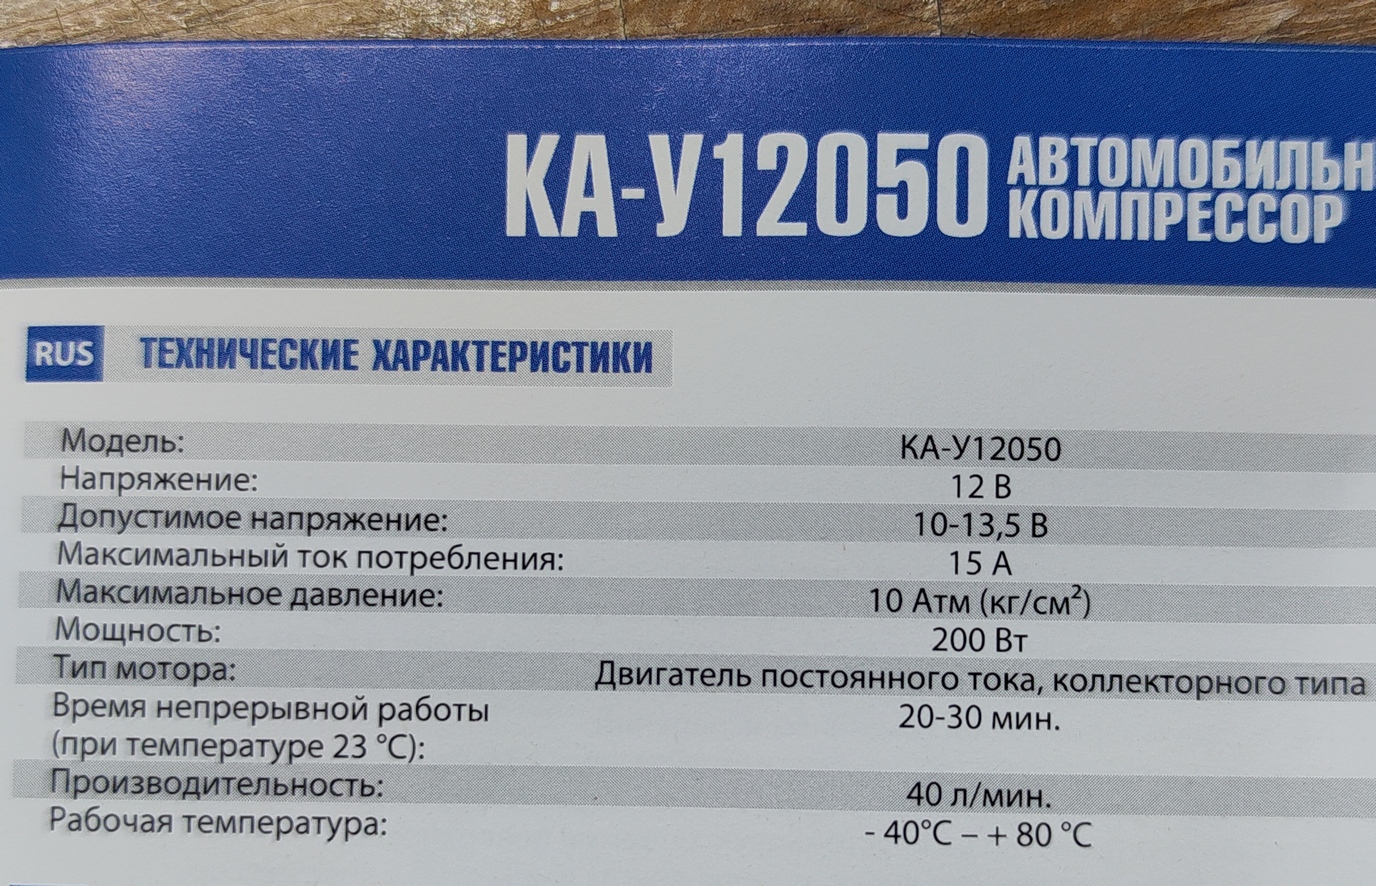 КА-У12050 АВТОМОБИЛЬН
КОМПРЕССОР
RUS ТЕХНИЧЕСКИЕ ХАРАКТЕРИСТИКИ
Модель: КА-У12050
Напряжение: 12 В
Допустимое напряжение: 10-13,5 В
Максимальный ток потребления: 15 А
Максимальное давление: 10 Атм (кг/см²)
Мощность: 200 Вт
Тип мотора: Двигатель постоянного тока, коллекторного типа
Время непрерывной работы 20-30 мин.
(при температуре 23 °С):
Производительность: 40 л/мин.
Рабочая температура: - 40°С – + 80 °С